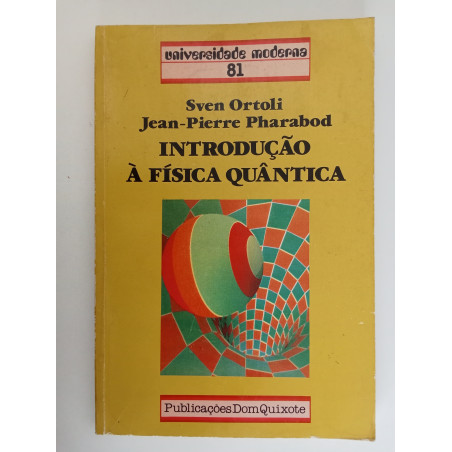 universidade moderna
81
Sven Ortoli
Jean-Pierre Pharabod
INTRODUÇÃO
À FÍSICA QUÂNTICA
Publicações Dom Quixote